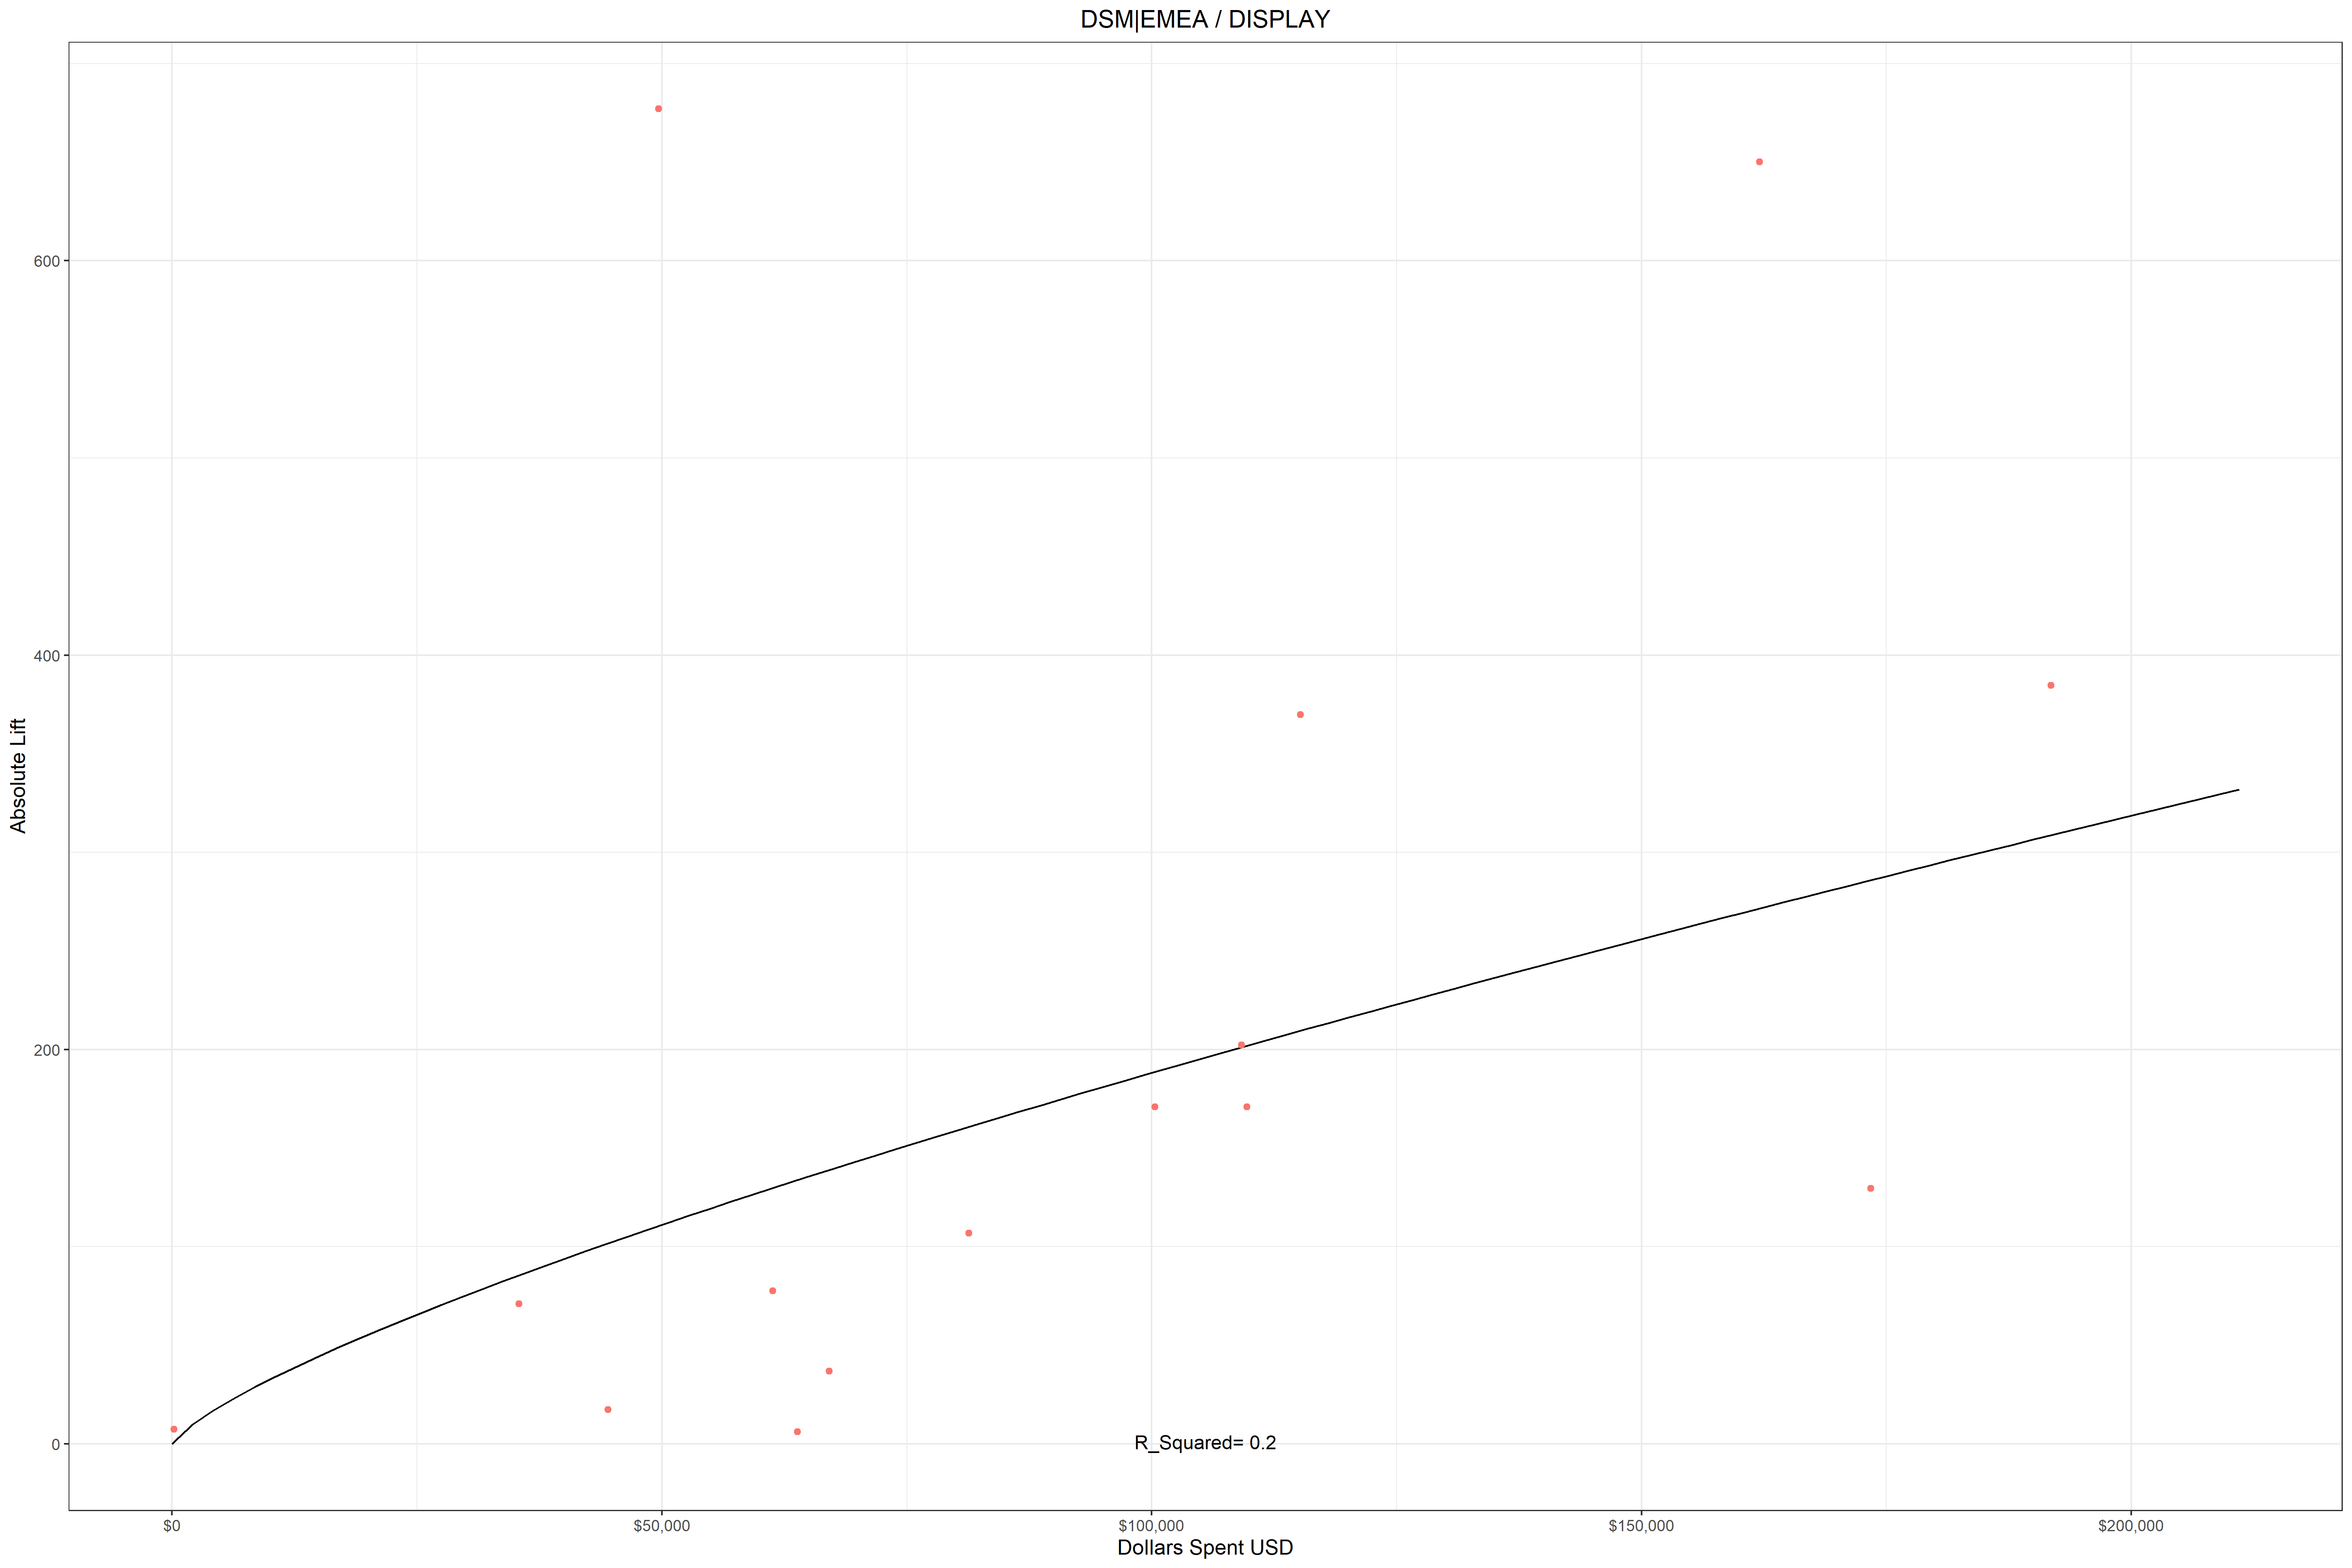 DSM|EMEA / DISPLAY
Absolute Lift
600
400
200
0
R_Squared= 0.2
$0
$50,000
$100,000
$150,000
$200,000
Dollars Spent USD